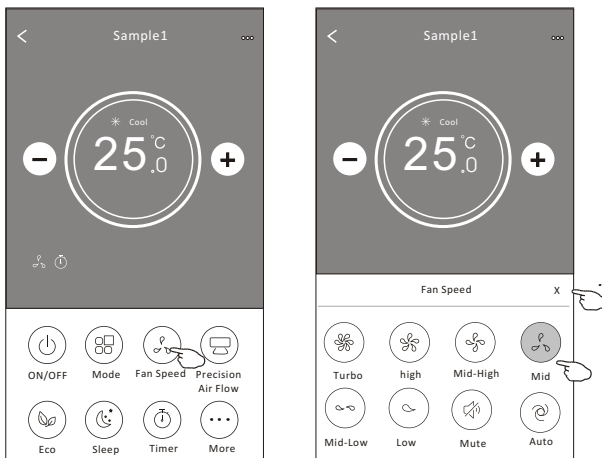 Sample1
Cool
25.0°C
ON/OFF
Mode
Fan Speed
Precision
Air Flow
Eco
Sleep
Timer
More
Sample1
Cool
25.0°C
Fan Speed
X
Turbo
high
Mid-High
Mid
Mid-Low
Low
Mute
Auto